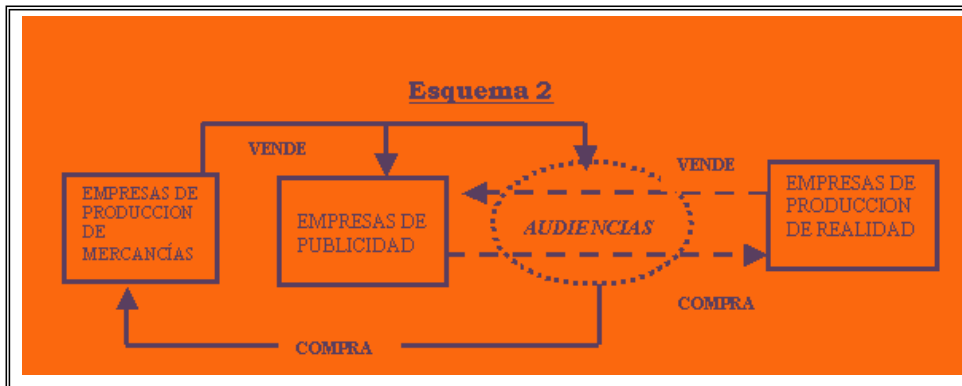 Esquema 2
VENDE
VENDE
EMPRESAS DE
PRODUCCION
DE
MERCANCÍAS
EMPRESAS DE
PUBLICIDAD
AUDIENCIAS
EMPRESAS DE
PRODUCCION
DE REALIDAD
COMPRA
COMPRA